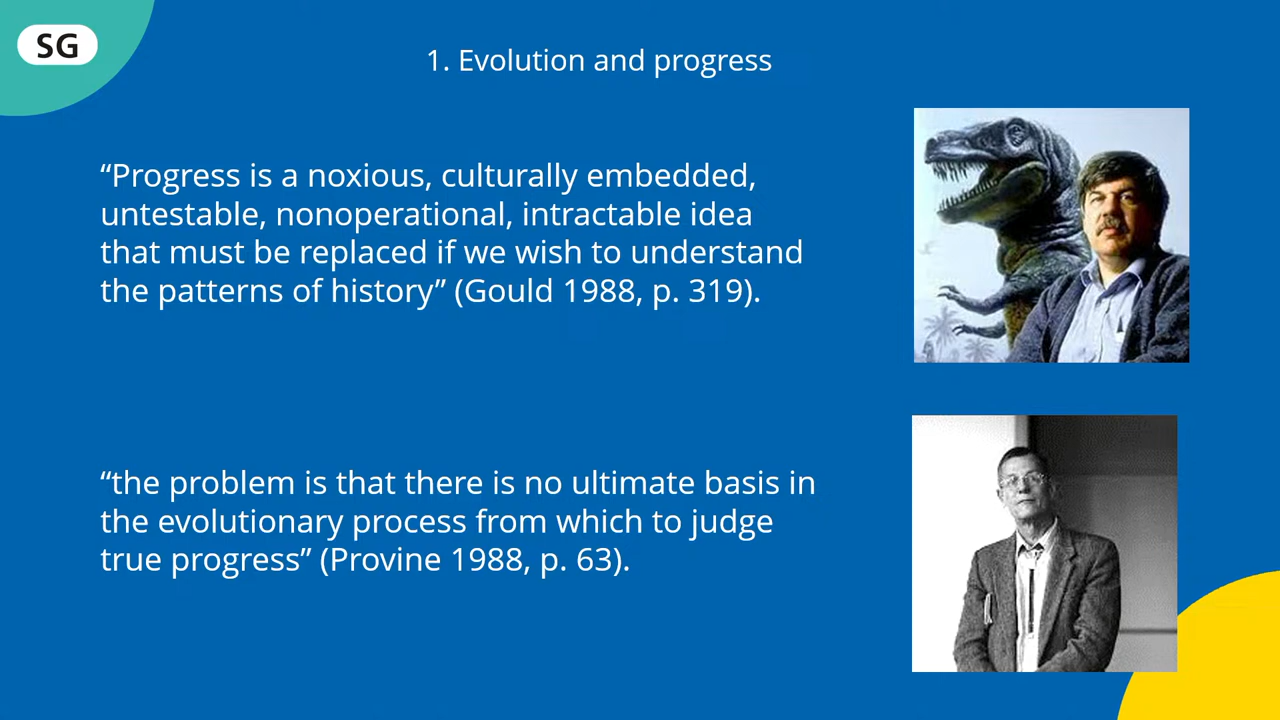 SG
1. Evolution and progress
“Progress is a noxious, culturally embedded,
untestable, nonoperational, intractable idea
that must be replaced if we wish to understand
the patterns of history” (Gould 1988, p. 319).
“the problem is that there is no ultimate basis in
the evolutionary process from which to judge
true progress” (Provine 1988, p. 63).